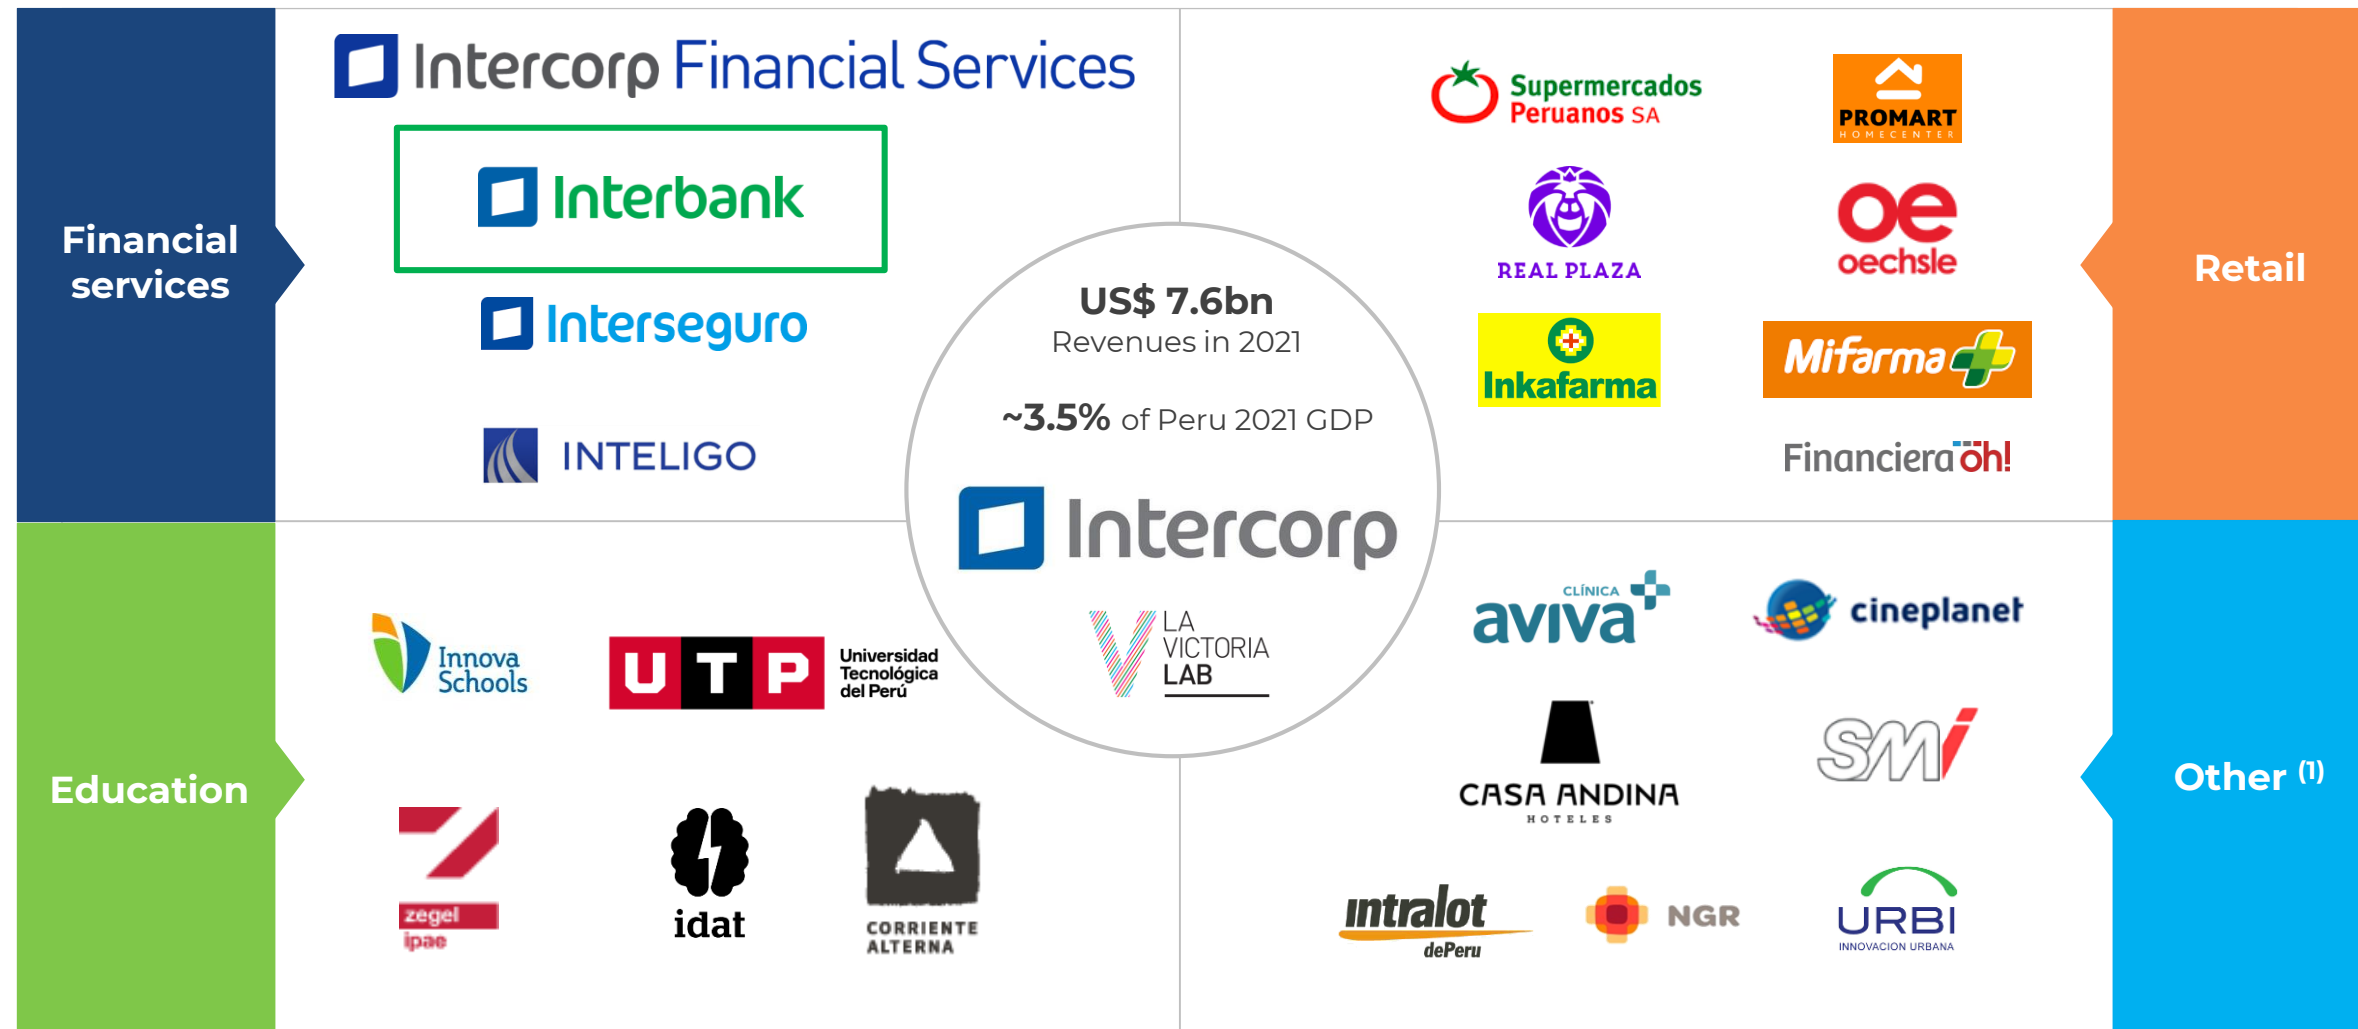 Financial
services
Intercorp Financial Services
Interbank
Interseguro
INTELIGO
Supermercados
Peruanos SA
PROMART
HOMECENTER
REAL PLAZA
oe
oechsle
Inkafarma
Mifarma
Financiera oh!
Retail
US$ 7.6bn
Revenues in 2021
~3.5% of Peru 2021 GDP
Intercorp
LA
VICTORIA
LAB
Education
Innova
Schools
UTP
Universidad
Tecnológica
del Perú
zegel
ipae
idat
CORRIENTE
ALTERNA
CLÍNICA
aviva
cineplanet
CASA ANDINA
HOTELES
SMi
intralot
dePeru
NGR
URBI
INNOVACION URBANA
Other (1)